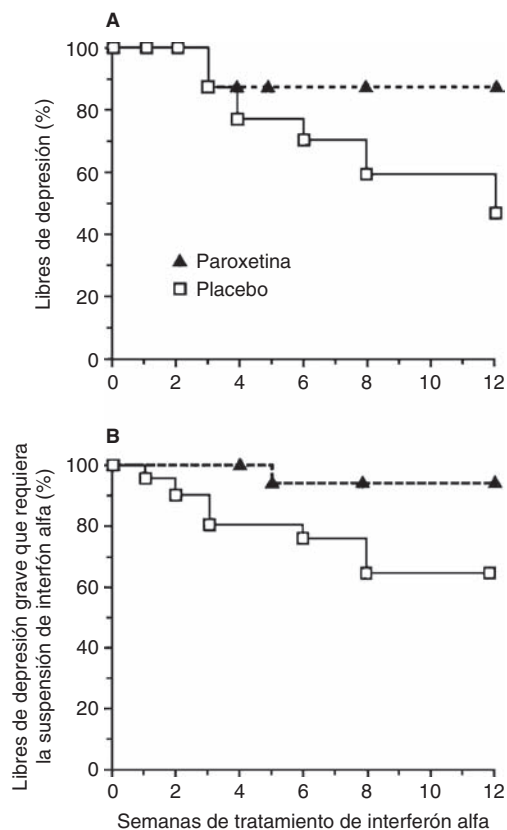 A
100
80
60
40
20
0
Libres de depresión (%)
Paroxetina
Placebo
0 2 4 6 8 10 12
B
100
80
60
40
20
0
Libres de depresión grave que requiera
la suspensión de interfón alfa (%)
0 2 4 6 8 10 12
Semanas de tratamiento de interferón alfa